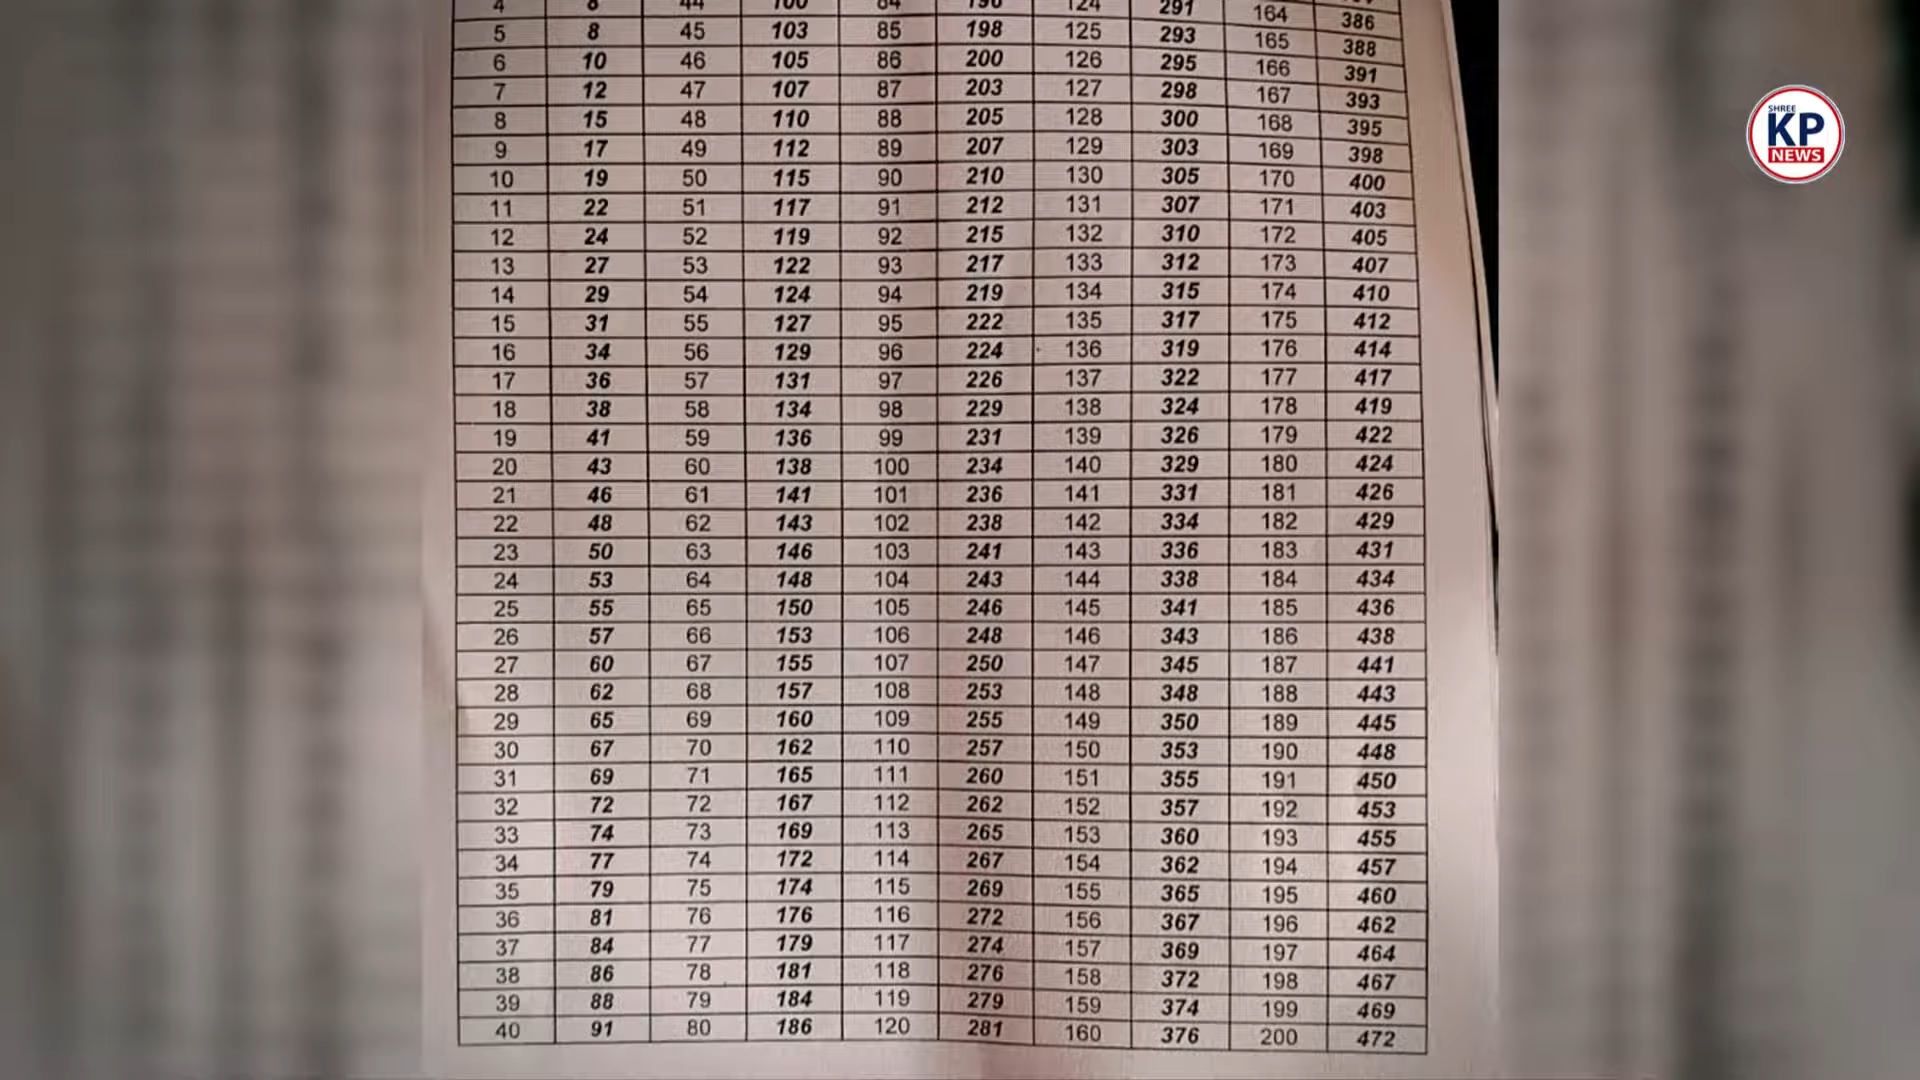 4 8 44 100 84 196 124 291 164 386
5 8 45 103 85 198 125 293 165 388
6 10 46 105 86 200 126 295 166 391
7 12 47 107 87 203 127 298 167 393
8 15 48 110 88 205 128 300 168 395
9 17 49 112 89 207 129 303 169 398
10 19 50 115 90 210 130 305 170 400
11 22 51 117 91 212 131 307 171 403
12 24 52 119 92 215 132 310 172 405
13 27 53 122 93 217 133 312 173 407
14 29 54 124 94 219 134 315 174 410
15 31 55 127 95 222 135 317 175 412
16 34 56 129 96 224 136 319 176 414
17 36 57 131 97 226 137 322 177 417
18 38 58 134 98 229 138 324 178 419
19 41 59 136 99 231 139 326 179 422
20 43 60 138 100 234 140 329 180 424
21 46 61 141 101 236 141 331 181 426
22 48 62 143 102 238 142 334 182 429
23 50 63 146 103 241 143 336 183 431
24 53 64 148 104 243 144 338 184 434
25 55 65 150 105 246 145 341 185 436
26 57 66 153 106 248 146 343 186 438
27 60 67 155 107 250 147 345 187 441
28 62 68 157 108 253 148 348 188 443
29 65 69 160 109 255 149 350 189 445
30 67 70 162 110 257 150 353 190 448
31 69 71 165 111 260 151 355 191 450
32 72 72 167 112 262 152 357 192 453
33 74 73 169 113 265 153 360 193 455
34 77 74 172 114 267 154 362 194 457
35 79 75 174 115 269 155 365 195 460
36 81 76 176 116 272 156 367 196 462
37 84 77 179 117 274 157 369 197 464
38 86 78 181 118 276 158 372 198 467
39 88 79 184 119 279 159 374 199 469
40 91 80 186 120 281 160 376 200 472
SHREE
KP
NEWS